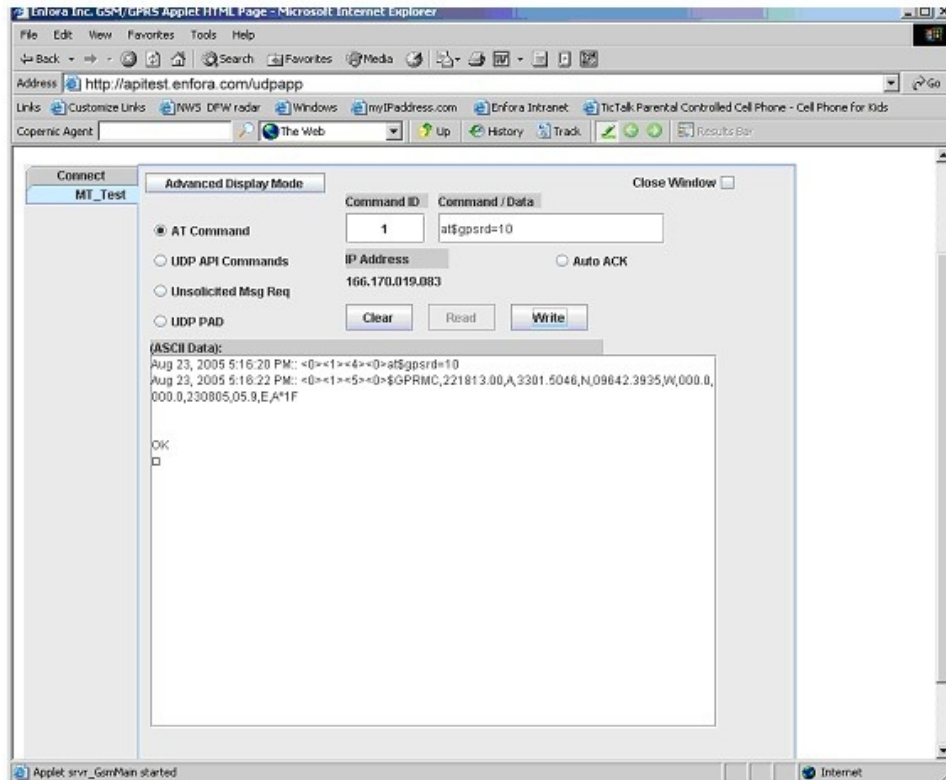 Enfora Inc. GSM/GPRS Applet HTML Page - Microsoft Internet Explorer
File Edit View Favorites Tools Help
Back Search Favorites Media
Address http://apitest.enfora.com/udpapp Go
Links Customize Links NWS DFW radar Windows myIPaddress.com Enfora Intranet TicTalk Parental Controlled Cell Phone - Cell Phone for Kids
Copernic Agent The Web Up History Track Results Bar
Connect
MT_Test
Advanced Display Mode
Close Window
Command ID Command / Data
AT Command
1
at$gpsrd=10
UDP API Commands
IP Address
Auto ACK
166.170.019.083
Unsolicited Msg Req
UDP PAD
Clear Read Write
(ASCII Data):
Aug 23, 2005 5:16:20 PM:: <0><1><4><0>at$gpsrd=10
Aug 23, 2005 5:16:22 PM:: <0><1><5><0>$GPRMC,221813.00,A,3301.5046,N,09642.3935,W,000.0,
000.0,230805,05.9,E,A*1F
OK
Applet srvr_GsmMain started
Internet